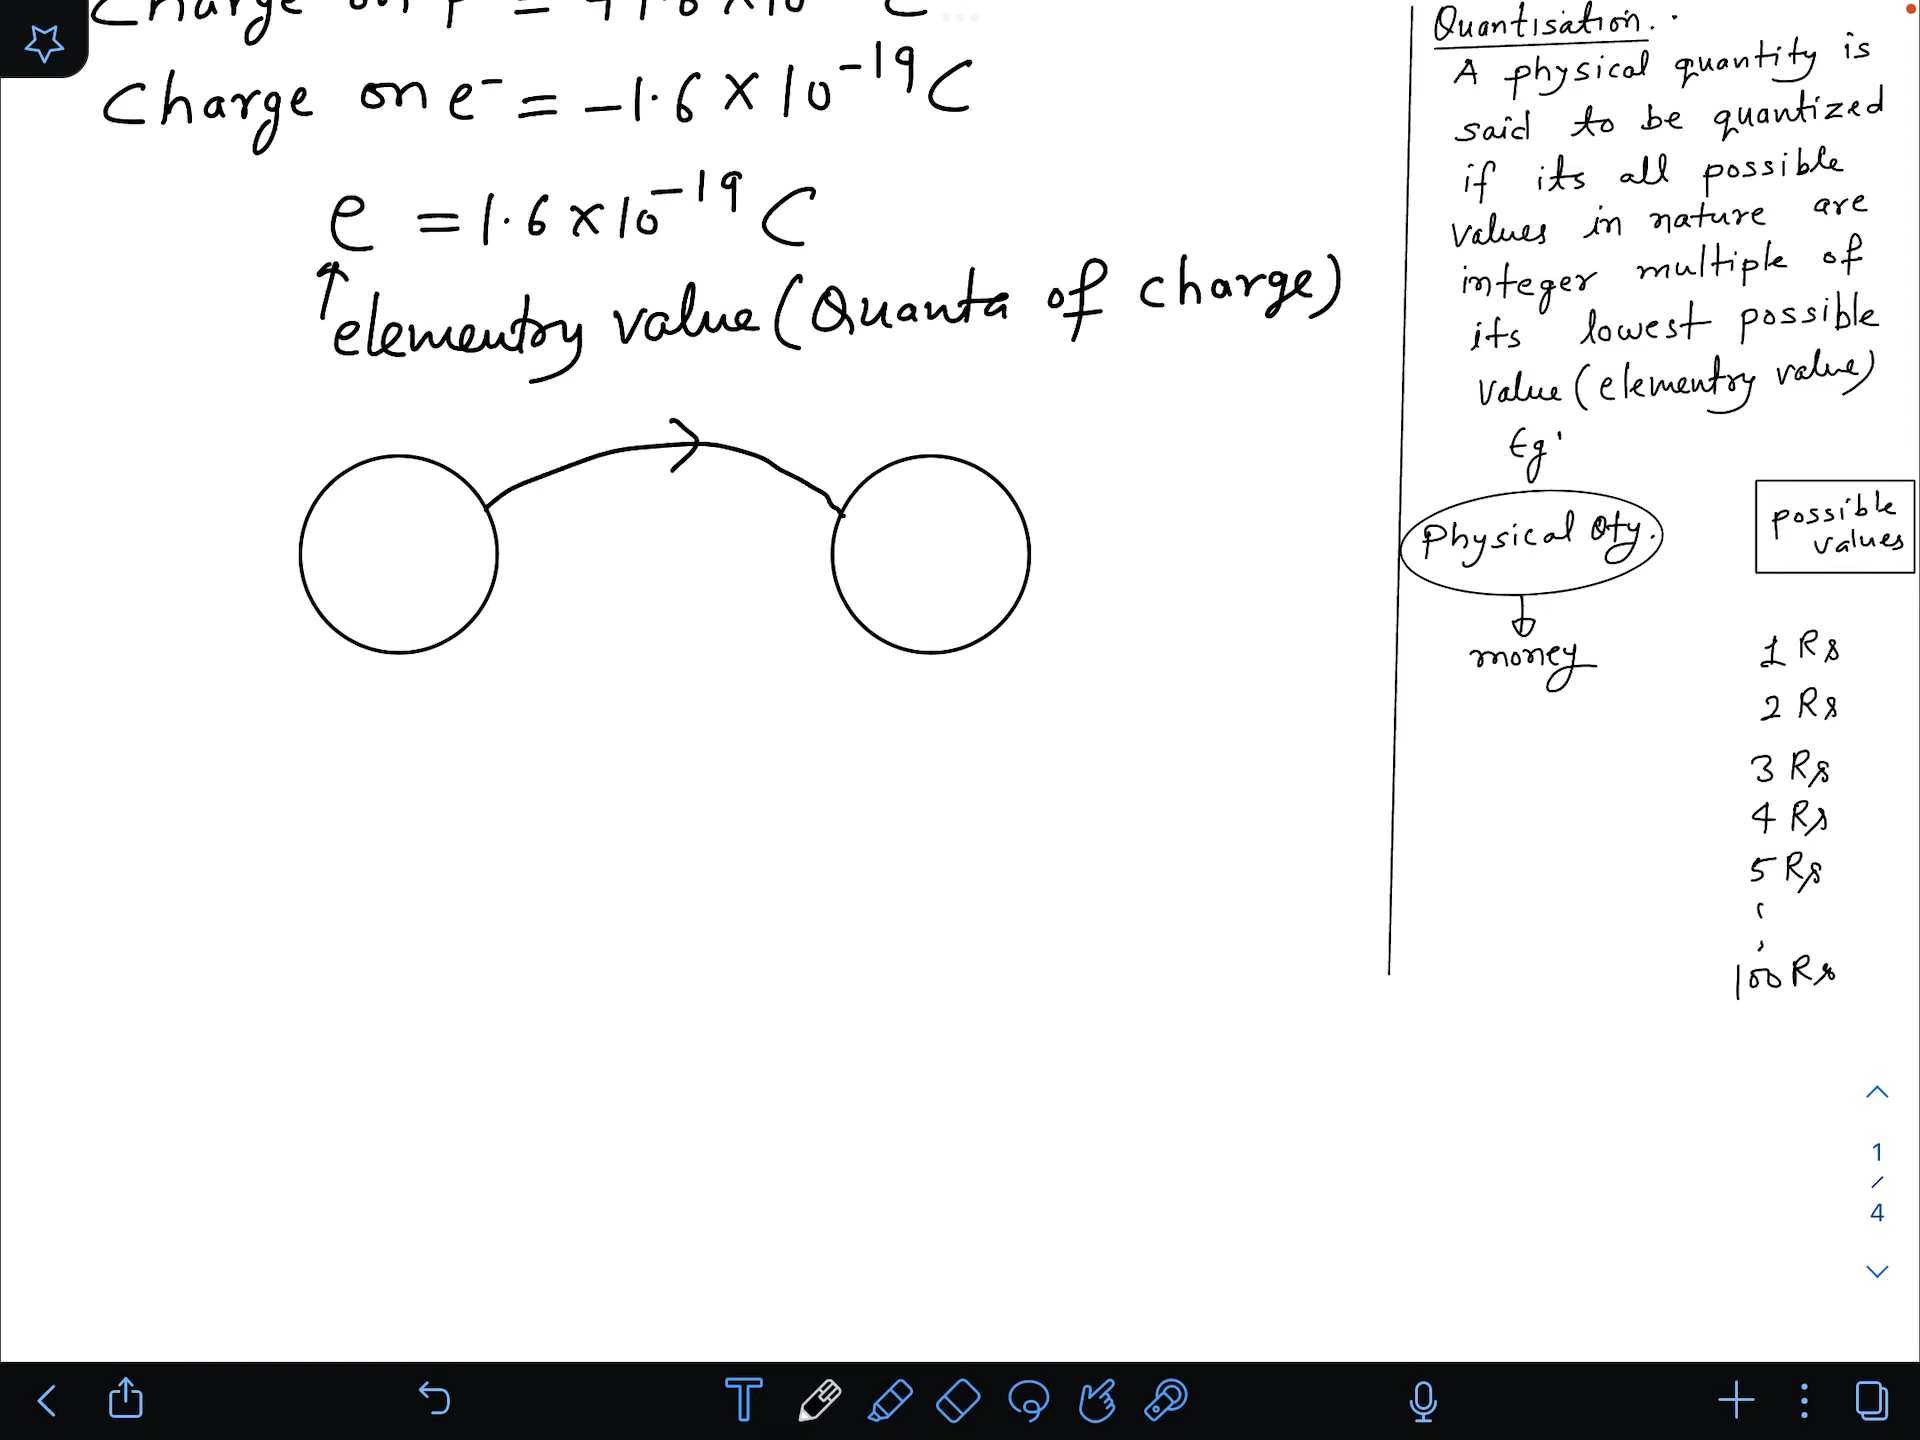 Charge on e⁻ = -1.6 × 10⁻¹⁹ C
e = 1.6 × 10⁻¹⁹ C
elementry value (Quanta of charge)
Quantisation.
A physical quantity is
said to be quantized
if its all possible
values in nature are
integer multiple of
its lowest possible
value (elementry value)
Eg'
Physical Qty.
possible
values
money
1 Rs
2 Rs
3 Rs
4 Rs
5 Rs
100 Rs
1
/
4
T